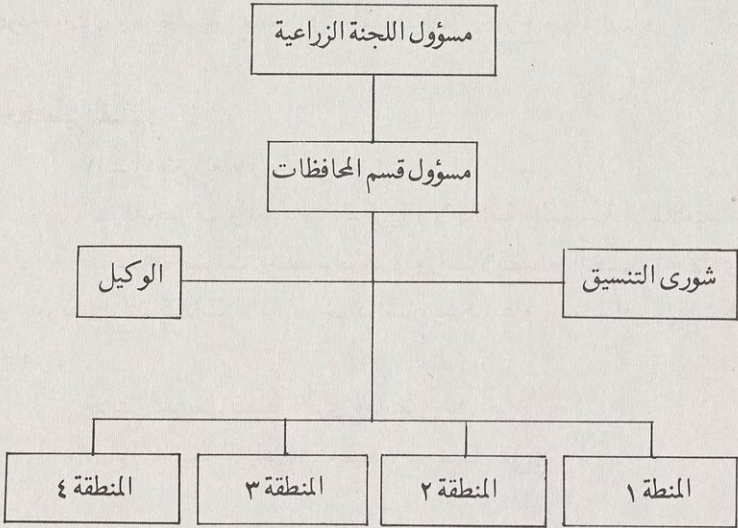 مسؤول اللجنة الزراعية
مسؤول قسم المحافظات
شورى التنسيق
الوكيل
المنطة ١
المنطقة ٢
المنطقة ٣
المنطقة ٤